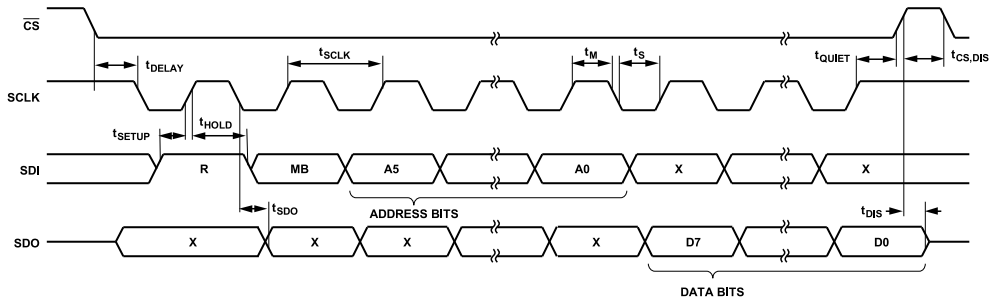 CS
tDELAY
tSCLK
tM
tS
tQUIET
tCS,DIS
SCLK
tSETUP
tHOLD
SDI
R
MB
A5
A0
X
X
tSDO
ADDRESS BITS
tDIS
SDO
X
X
X
X
D7
D0
DATA BITS